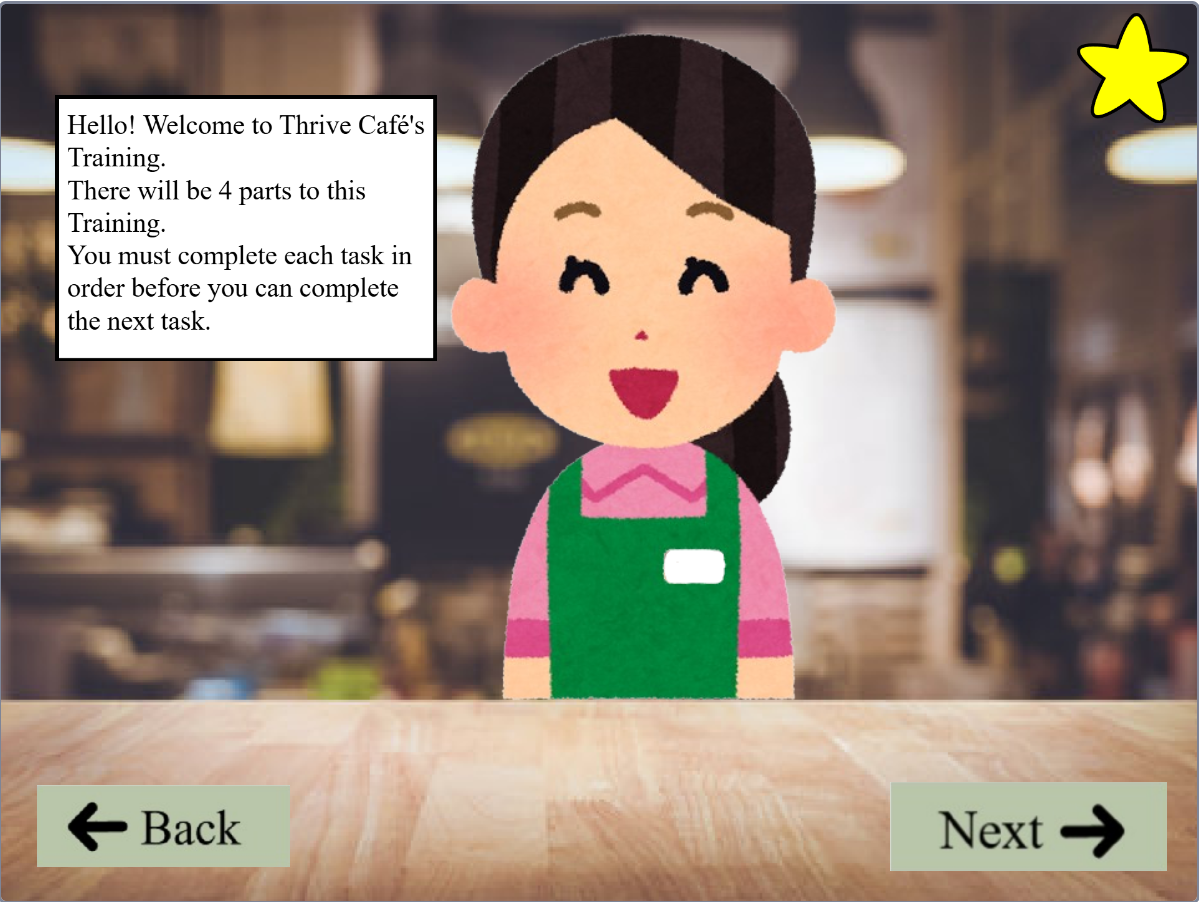 Hello! Welcome to Thrive Café's
Training.
There will be 4 parts to this
Training.
You must complete each task in
order before you can complete
the next task.
Back
Next